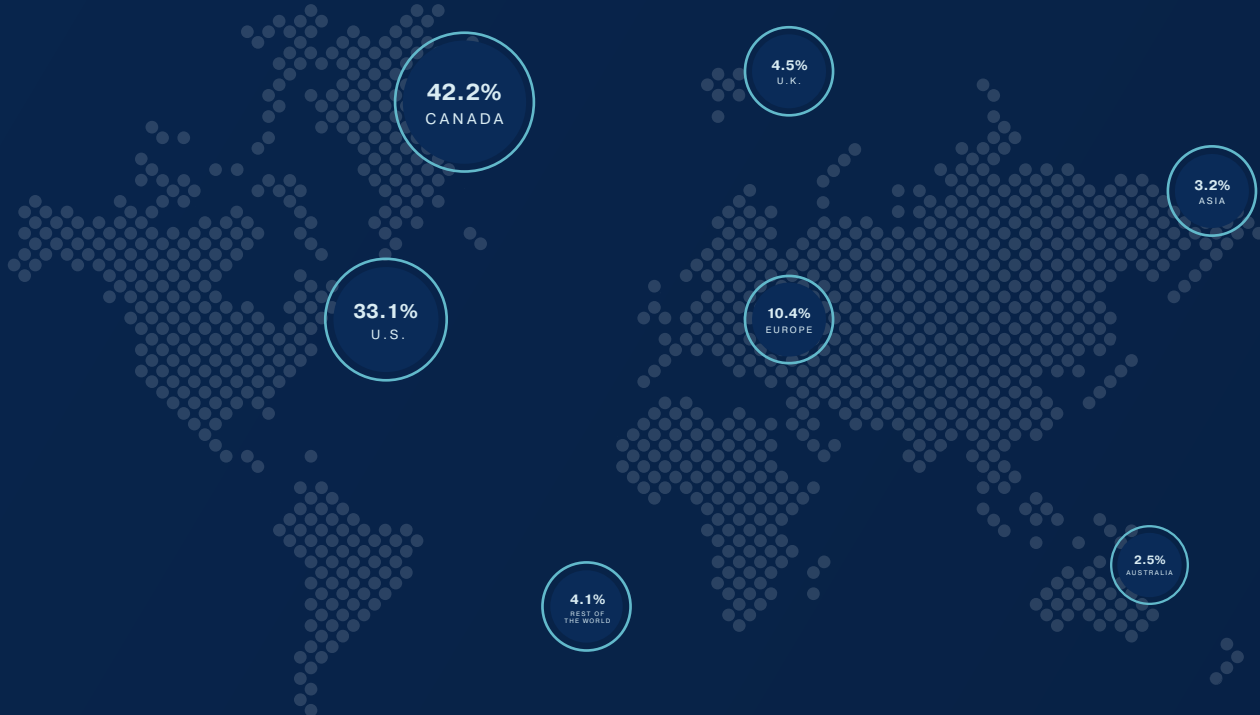 42.2%
CANADA
4.5%
U.K.
3.2%
ASIA
33.1%
U.S.
10.4%
EUROPE
2.5%
AUSTRALIA
4.1%
REST OF
THE WORLD